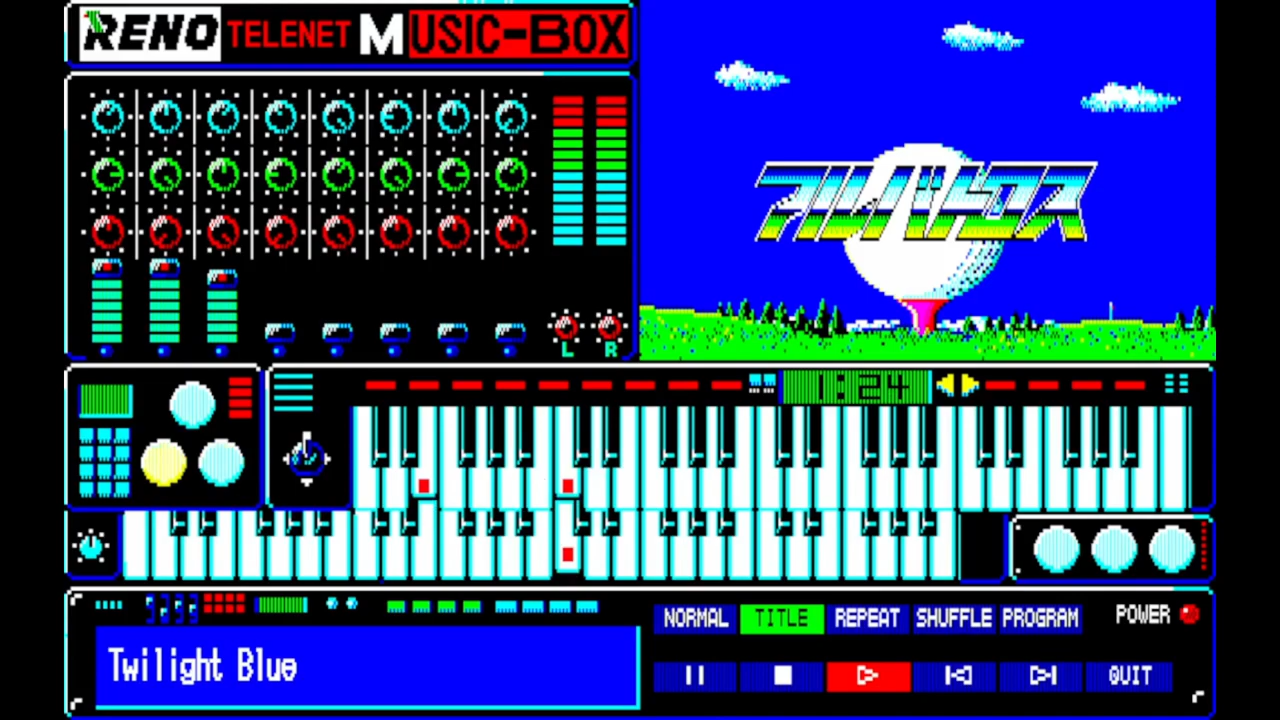 RENO TELENET MUSIC-BOX
アルバトロス
L R
1:24
NORMAL TITLE REPEAT SHUFFLE PROGRAM POWER
Twilight Blue
QUIT